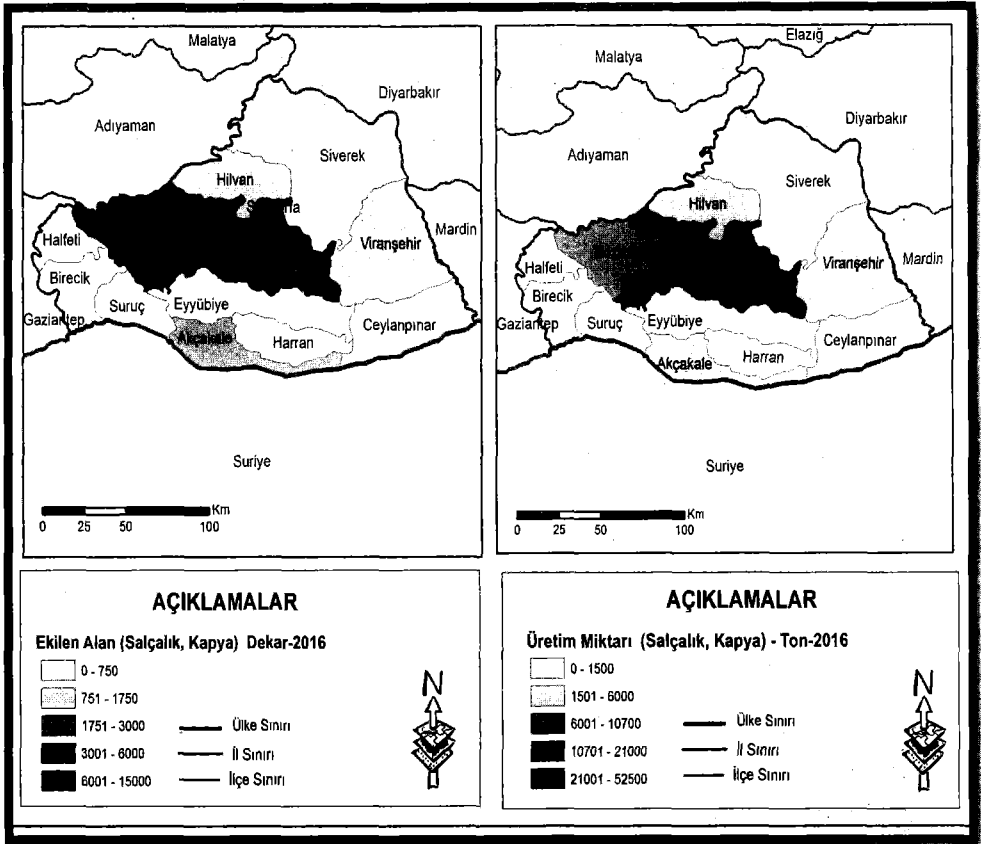 Malatya
Diyarbakır
Adıyaman
Siverek
Hilvan
Halfeti
Viranşehir
Mardin
Birecik
Suruç
Eyyübiye
Gaziantep
Akçakale
Harran
Ceylanpınar
Suriye
Km
0 25 50 100
Elazığ
Malatya
Diyarbakır
Adıyaman
Siverek
Hilvan
Halfeti
Viranşehir
Mardin
Birecik
Gaziantep
Suruç
Eyyübiye
Ceylanpınar
Harran
Akçakale
Suriye
Km
0 25 50 100
AÇIKLAMALAR
Ekilen Alan (Salçalık, Kapya) Dekar-2016
0 - 750
751 - 1750
1751 - 3000
3001 - 6000
6001 - 15000
Ülke Sınırı
İl Sınırı
İlçe Sınırı
N
AÇIKLAMALAR
Üretim Miktarı (Salçalık, Kapya) - Ton-2016
0 - 1500
1501 - 6000
6001 - 10700
10701 - 21000
21001 - 52500
Ülke Sınırı
İl Sınırı
İlçe Sınırı
N